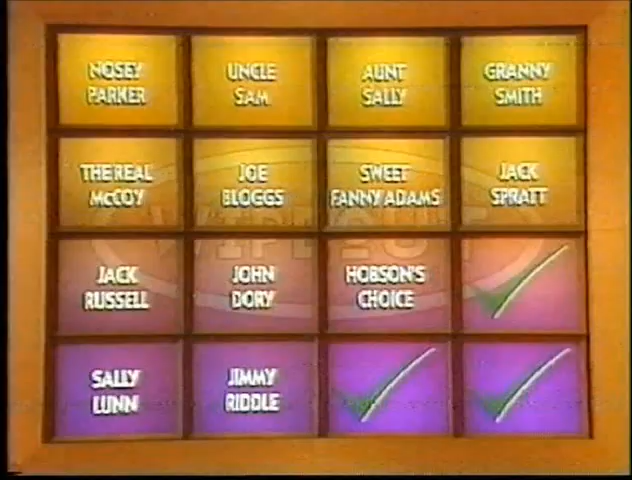 NOSEY
PARKER
UNCLE
SAM
AUNT
SALLY
GRANNY
SMITH
THE REAL
McCOY
JOE
BLOGGS
SWEET
FANNY ADAMS
JACK
SPRATT
WIPEOUT
JACK
RUSSELL
JOHN
DORY
HOBSON'S
CHOICE
SALLY
LUNN
JIMMY
RIDDLE